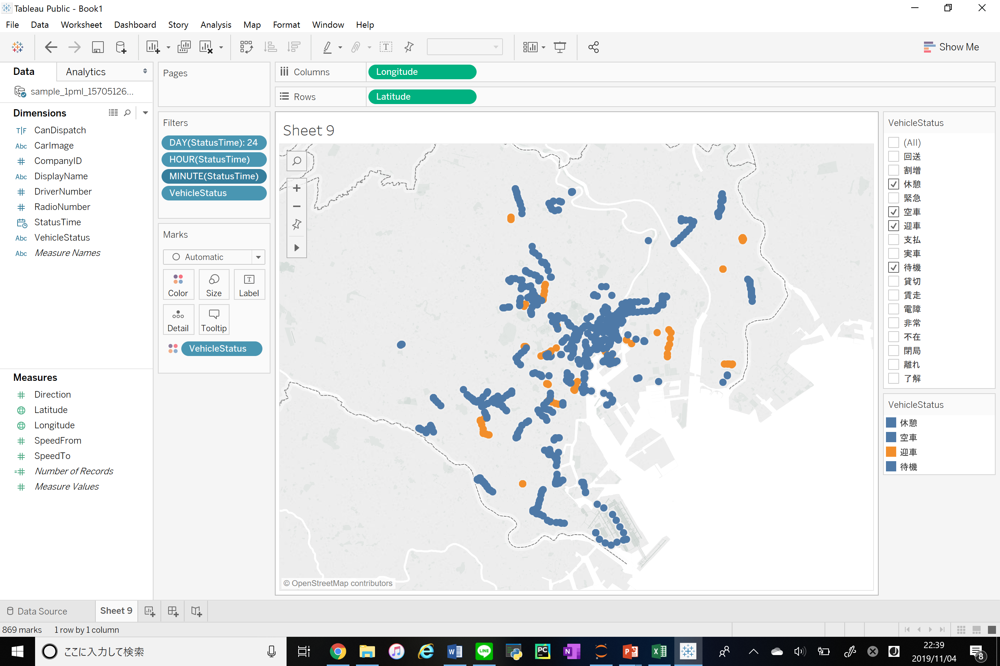 Tableau Public - Book1
File Data Worksheet Dashboard Story Analysis Map Format Window Help
Show Me
Data Analytics
sample_1pml_15705126...
Dimensions
CanDispatch
Abc CarImage
CompanyID
Abc DisplayName
DriverNumber
RadioNumber
StatusTime
Abc VehicleStatus
Abc Measure Names
Measures
Direction
Latitude
Longitude
SpeedFrom
SpeedTo
Number of Records
Measure Values
Pages
Filters
DAY(StatusTime): 24
HOUR(StatusTime)
MINUTE(StatusTime)
VehicleStatus
Marks
Automatic
Color Size Label
Detail Tooltip
VehicleStatus
Columns Longitude
Rows Latitude
Sheet 9
© OpenStreetMap contributors
VehicleStatus
(All)
回送
割増
休憩
緊急
空車
迎車
支払
実車
待機
貸切
賃走
電障
非常
不在
閉局
離れ
了解
VehicleStatus
休憩
空車
迎車
待機
Data Source Sheet 9
869 marks 1 row by 1 column
ここに入力して検索
22:39
2019/11/04
8